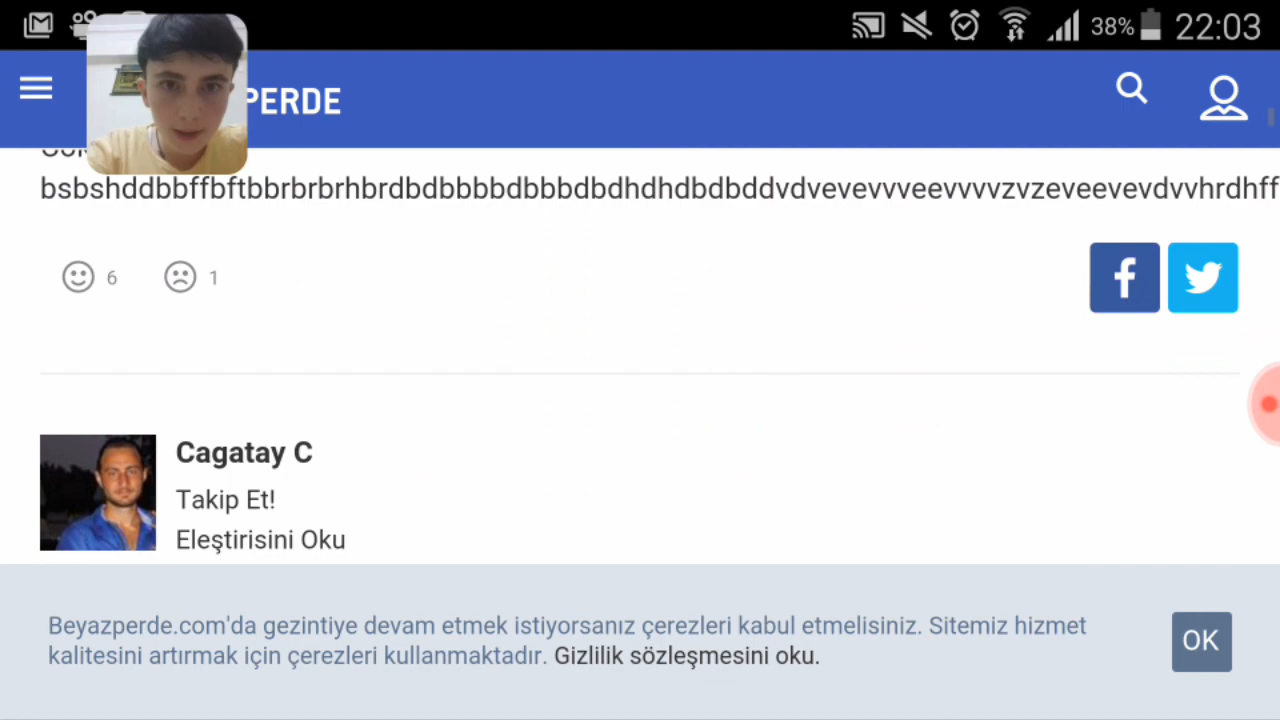 38%
22:03
PERDE
bsbshddbbffbftbbrbrbrhbrdbdbbbbdbbbdbdhdhdbdbddvdvevevvveevvvvzvzeveevevdvvhrdhff
6
1
Cagatay C
Takip Et!
Eleştirisini Oku
Beyazperde.com'da gezintiye devam etmek istiyorsanız çerezleri kabul etmelisiniz. Sitemiz hizmet
kalitesini artırmak için çerezleri kullanmaktadır. Gizlilik sözleşmesini oku.
OK